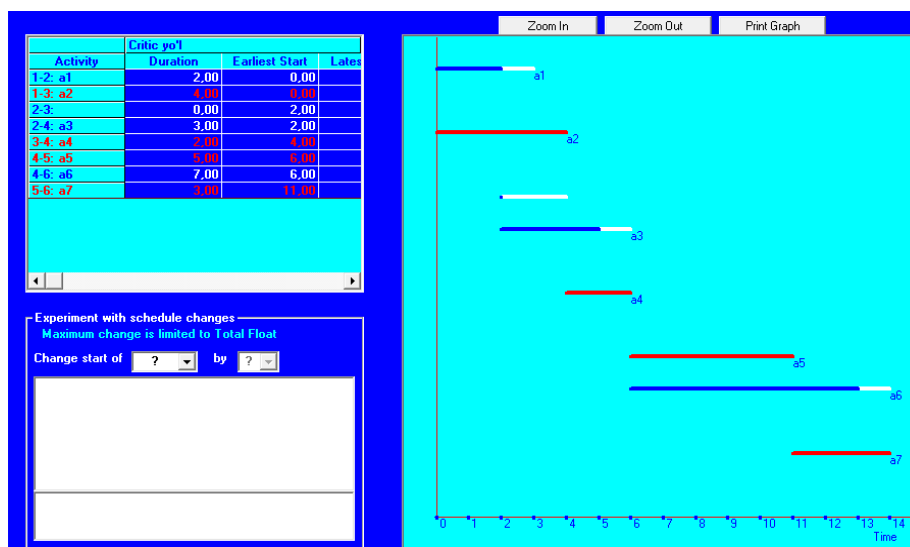 Zoom In Zoom Out Print Graph
Critic yo'l
Activity Duration Earliest Start Lates
1-2: a1 2,00 0,00
1-3: a2 4,00 0,00
2-3: 0,00 2,00
2-4: a3 3,00 2,00
3-4: a4 2,00 4,00
4-5: a5 5,00 6,00
4-6: a6 7,00 6,00
5-6: a7 3,00 11,00
Experiment with schedule changes
Maximum change is limited to Total Float
Change start of ? by ?
a1
a2
a3
a4
a5
a6
a7
0 1 2 3 4 5 6 7 8 9 10 11 12 13 14
Time